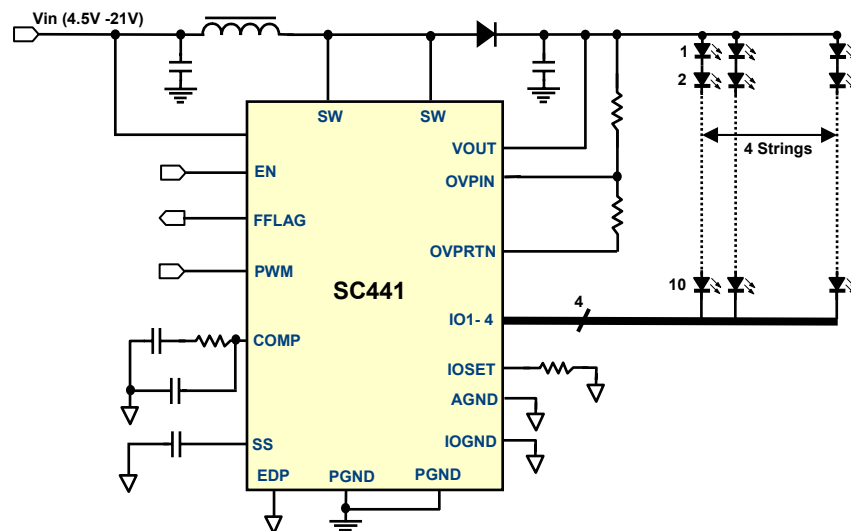 Vin (4.5V -21V)
SW
SW
1
2
4 Strings
10
VOUT
EN
OVPIN
FFLAG
OVPRTN
PWM
SC441
4
IO1- 4
COMP
IOSET
AGND
SS
IOGND
EDP
PGND
PGND